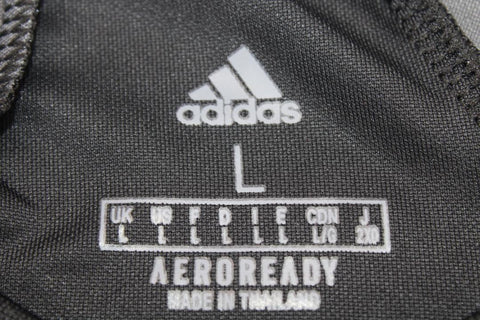 adidas
L
UK US F D I E CDN J
L L L L L L L/G 2XO
AEROREADY
MADE IN THAILAND